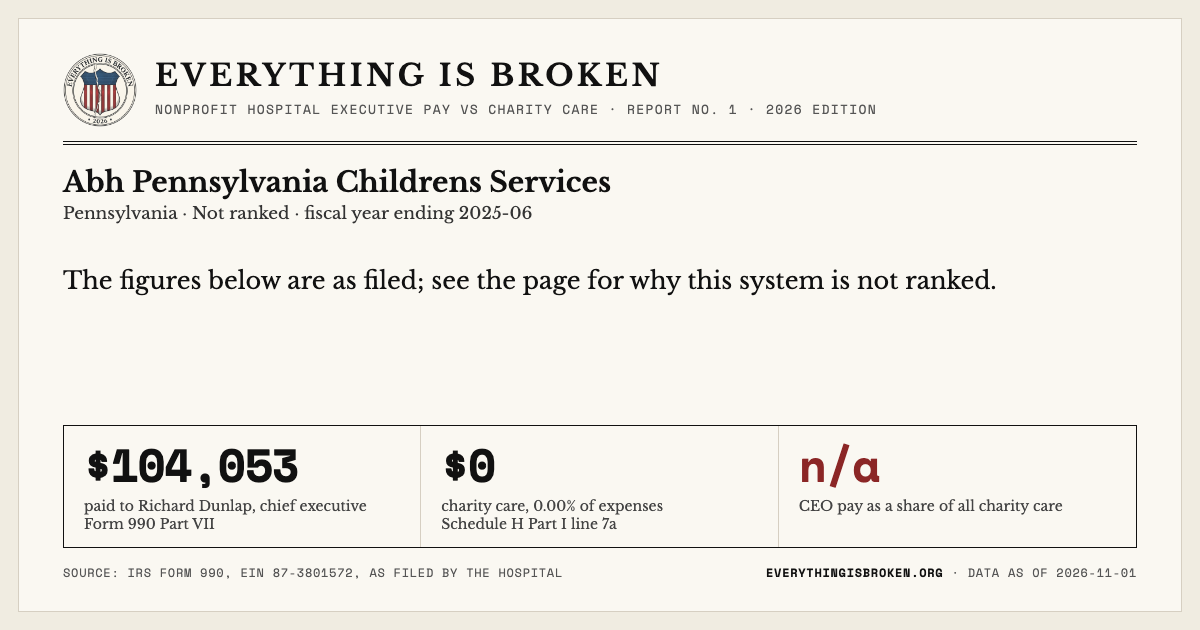 EVERYTHING IS BROKEN
· 2026 ·
EVERYTHING IS BROKEN
NONPROFIT HOSPITAL EXECUTIVE PAY VS CHARITY CARE · REPORT NO. 1 · 2026 EDITION
Abh Pennsylvania Childrens Services
Pennsylvania · Not ranked · fiscal year ending 2025-06
The figures below are as filed; see the page for why this system is not ranked.
$104,053
paid to Richard Dunlap, chief executive
Form 990 Part VII
$0
charity care, 0.00% of expenses
Schedule H Part I line 7a
n/a
CEO pay as a share of all charity care
SOURCE: IRS FORM 990, EIN 87-3801572, AS FILED BY THE HOSPITAL
EVERYTHINGISBROKEN.ORG · DATA AS OF 2026-11-01